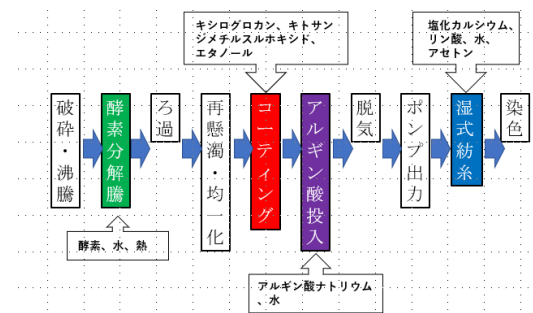 キシログロカン、キトサン
ジメチルスルホキシド、
エタノール
塩化カルシウム、
リン酸、水、
アセトン
破砕・沸騰
酵素分解騰
ろ過
再懸濁・均一化
コーティング
アルギン酸投入
脱気
ポンプ出力
湿式紡糸
染色
酵素、水、熱
アルギン酸ナトリウム
、水